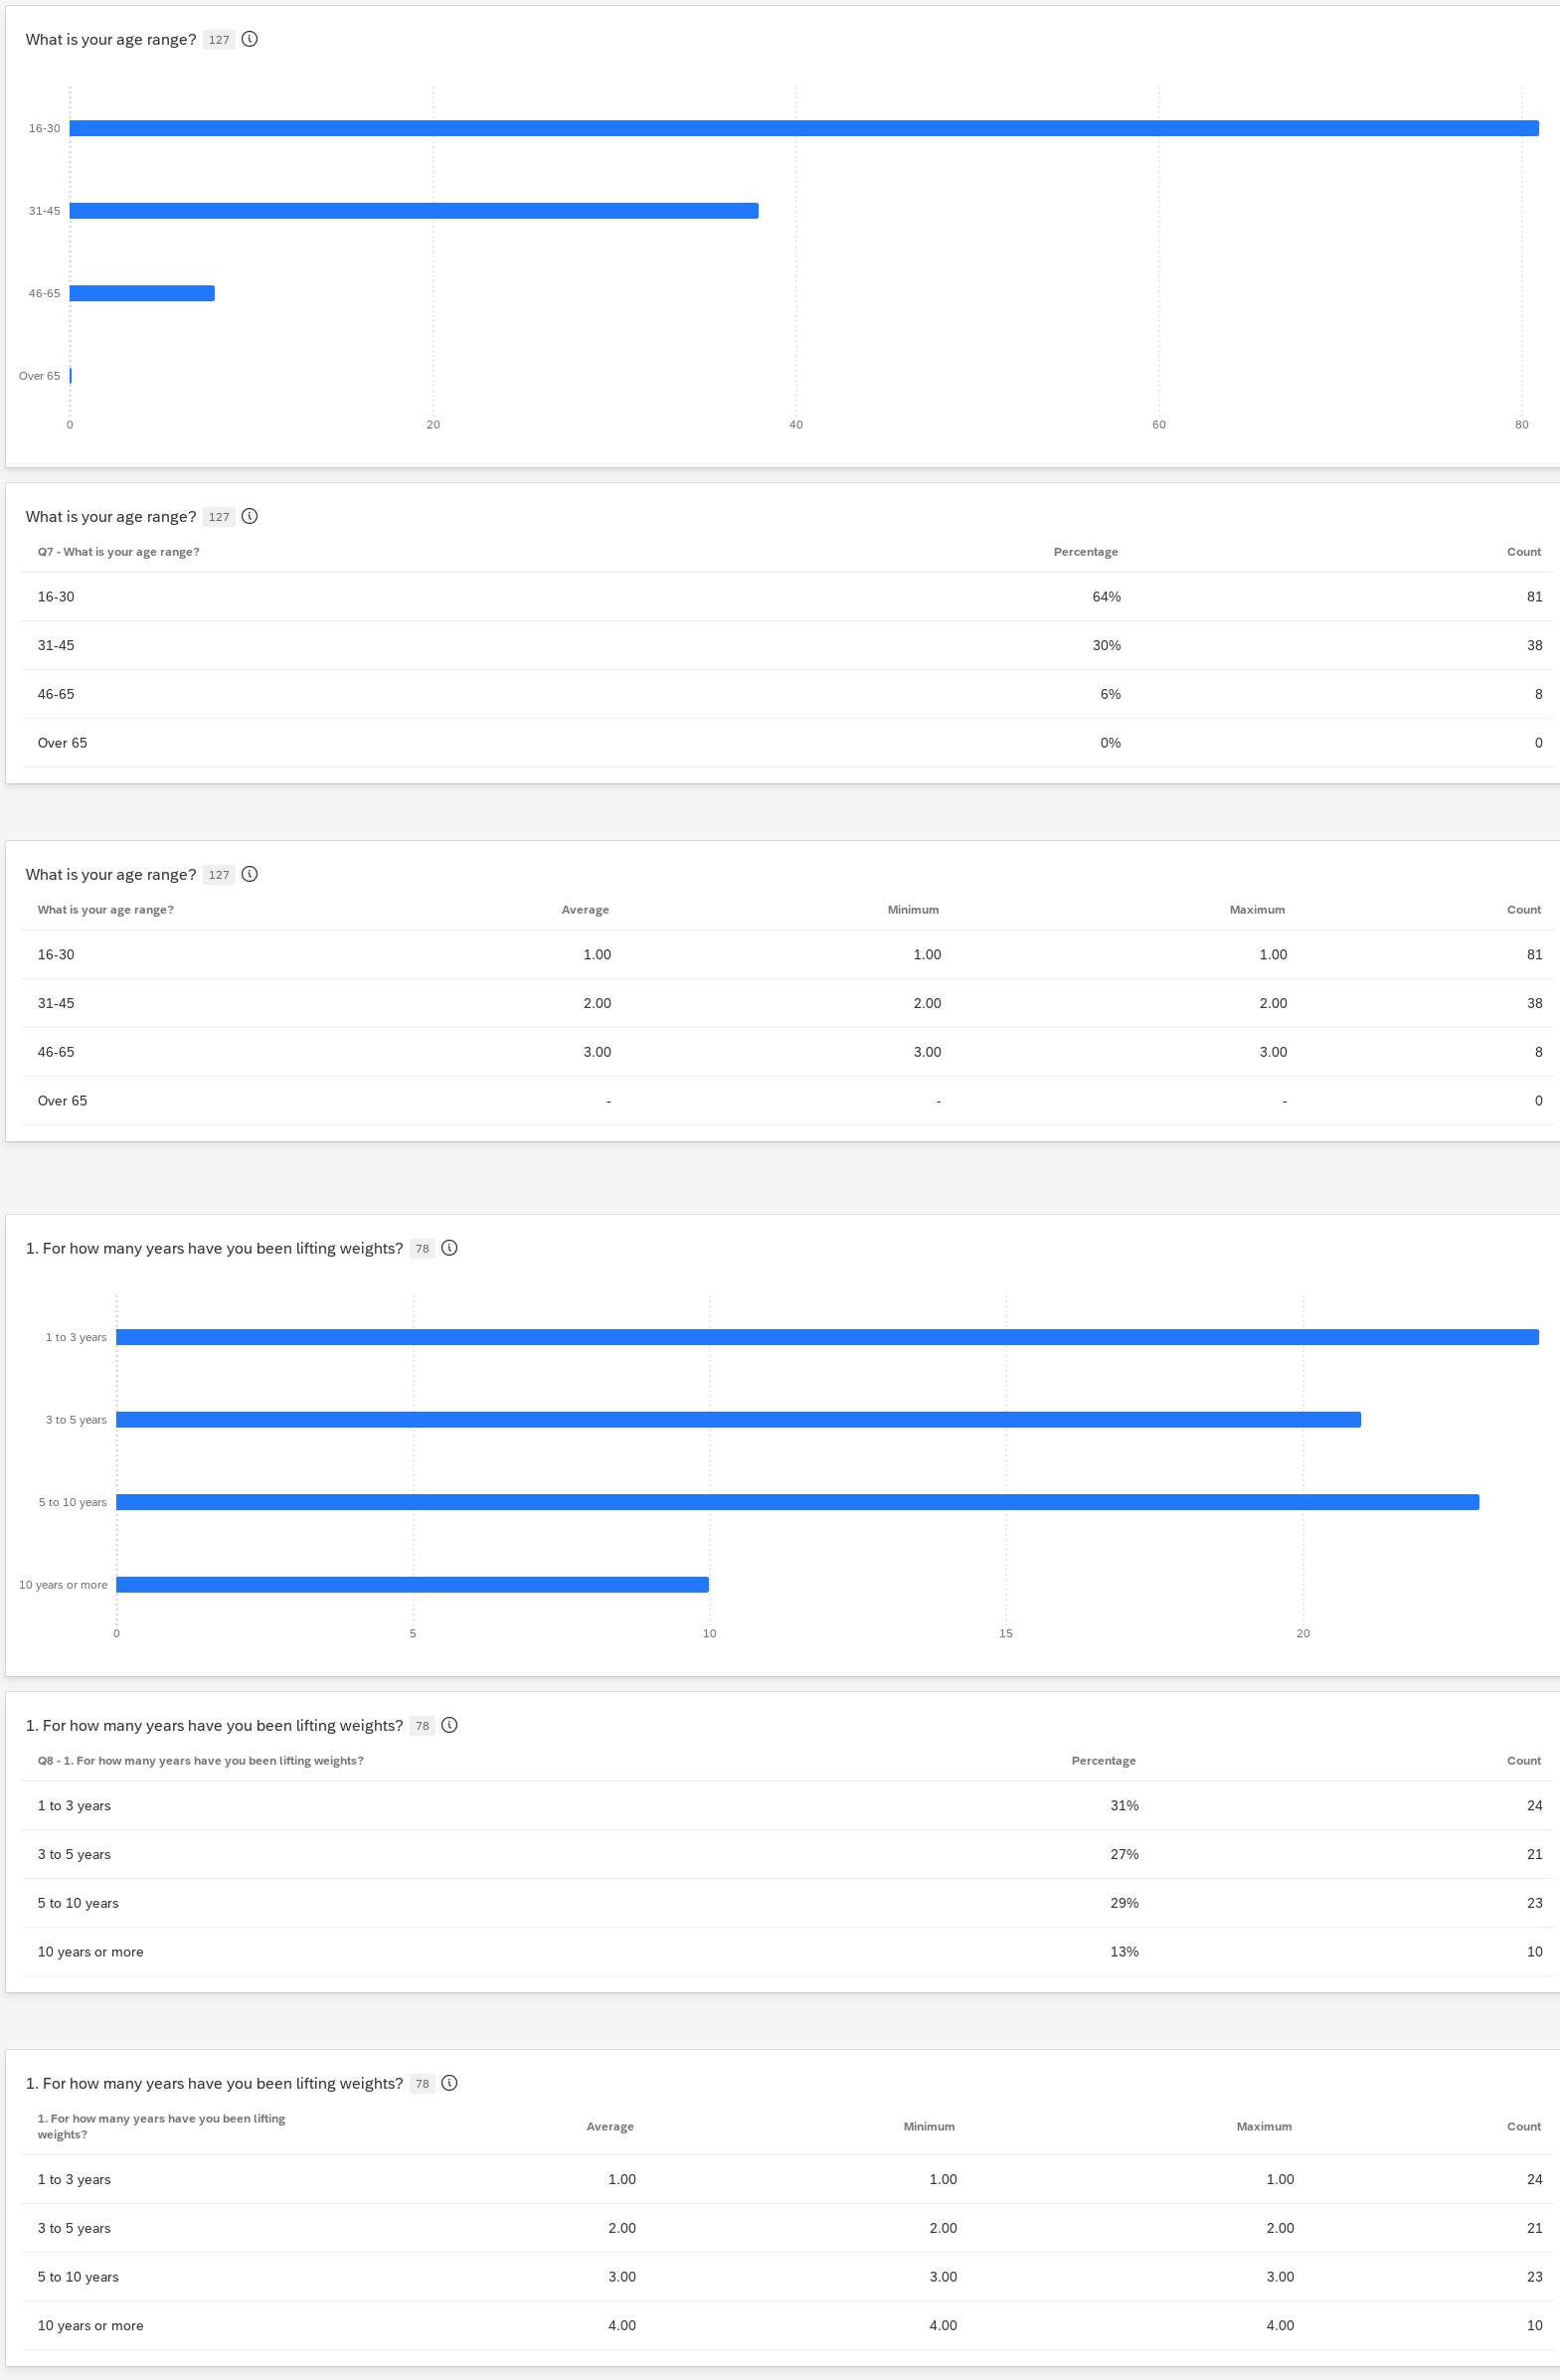 What is your age range? 127
16-30
31-45
46-65
Over 65
0 20 40 60 80
What is your age range? 127
Q7 - What is your age range? Percentage Count
16-30 64% 81
31-45 30% 38
46-65 6% 8
Over 65 0% 0
What is your age range? 127
What is your age range? Average Minimum Maximum Count
16-30 1.00 1.00 1.00 81
31-45 2.00 2.00 2.00 38
46-65 3.00 3.00 3.00 8
Over 65 - - - 0
1. For how many years have you been lifting weights? 78
1 to 3 years
3 to 5 years
5 to 10 years
10 years or more
0 5 10 15 20
1. For how many years have you been lifting weights? 78
Q8 - 1. For how many years have you been lifting weights? Percentage Count
1 to 3 years 31% 24
3 to 5 years 27% 21
5 to 10 years 29% 23
10 years or more 13% 10
1. For how many years have you been lifting weights? 78
1. For how many years have you been lifting
weights? Average Minimum Maximum Count
1 to 3 years 1.00 1.00 1.00 24
3 to 5 years 2.00 2.00 2.00 21
5 to 10 years 3.00 3.00 3.00 23
10 years or more 4.00 4.00 4.00 10